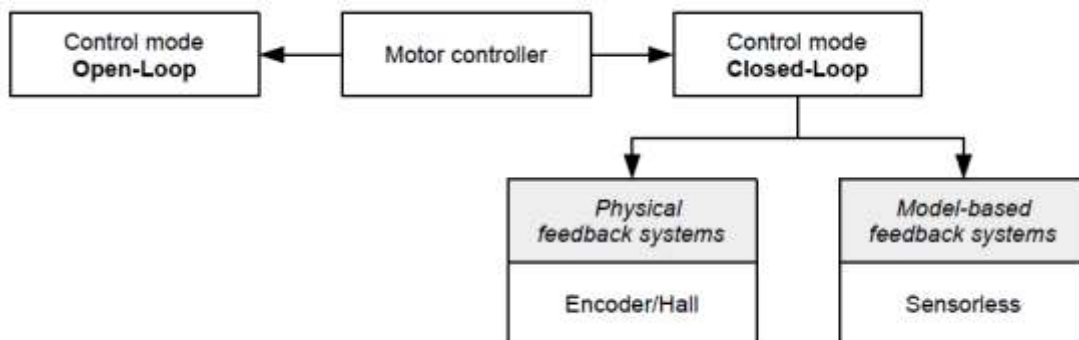 Control mode
Open-Loop
Motor controller
Control mode
Closed-Loop
Physical
feedback systems
Encoder/Hall
Model-based
feedback systems
Sensorless